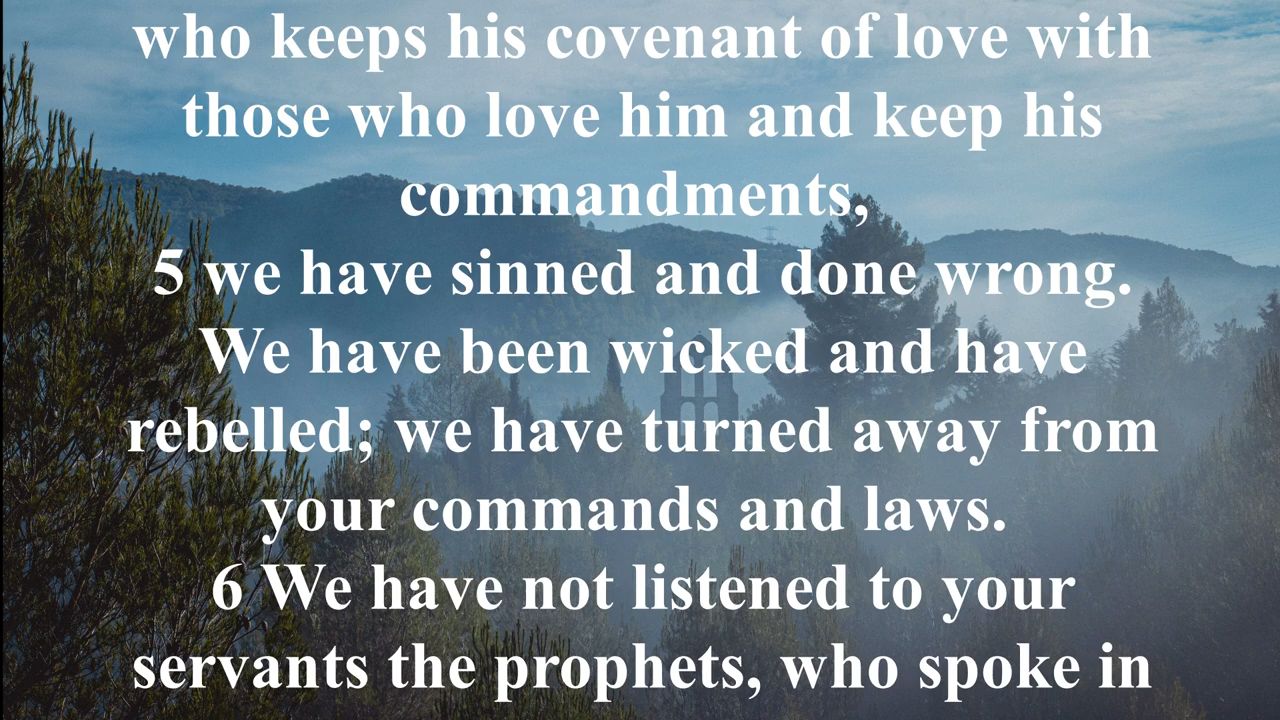 who keeps his covenant of love with
those who love him and keep his
commandments,
5 we have sinned and done wrong.
We have been wicked and have
rebelled; we have turned away from
your commands and laws.
6 We have not listened to your
servants the prophets, who spoke in